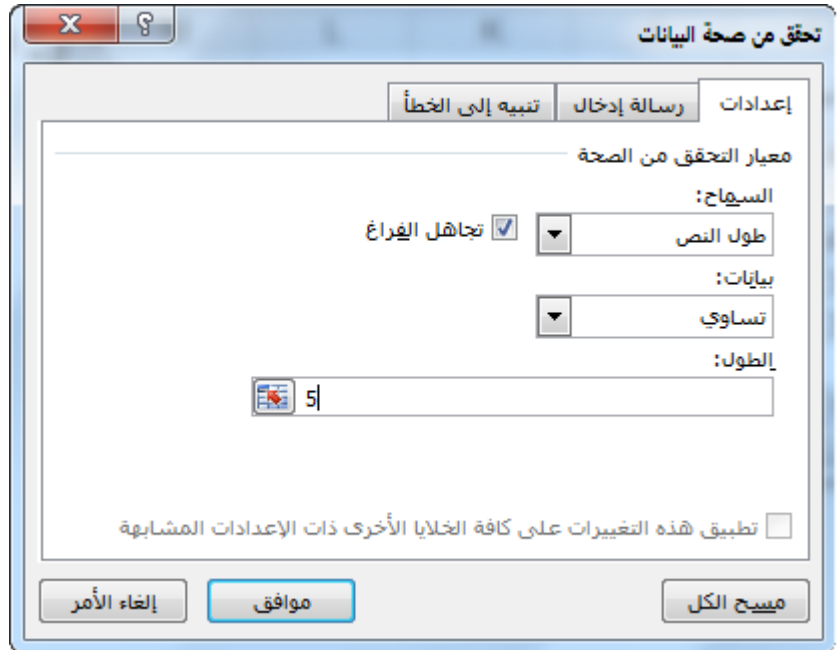 تحقق من صحة البيانات
إعدادات رسالة إدخال تنبيه إلى الخطأ
معيار التحقق من الصحة
السماح:
طول النص تجاهل الفراغ
بيانات:
تساوي
الطول:
5
تطبيق هذه التغييرات على كافة الخلايا الأخرى ذات الإعدادات المشابهة
مسح الكل موافق إلغاء الأمر